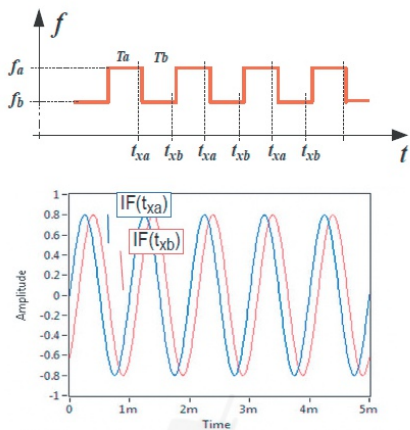 f
Ta Tb
fa
fb
txa txb txa txb txa txb
t
1
0.8
0.6
0.4
0.2
0
-0.2
-0.4
-0.6
-0.8
-1
Amplitude
IF(txa)
IF(txb)
0 1m 2m 3m 4m 5m
Time